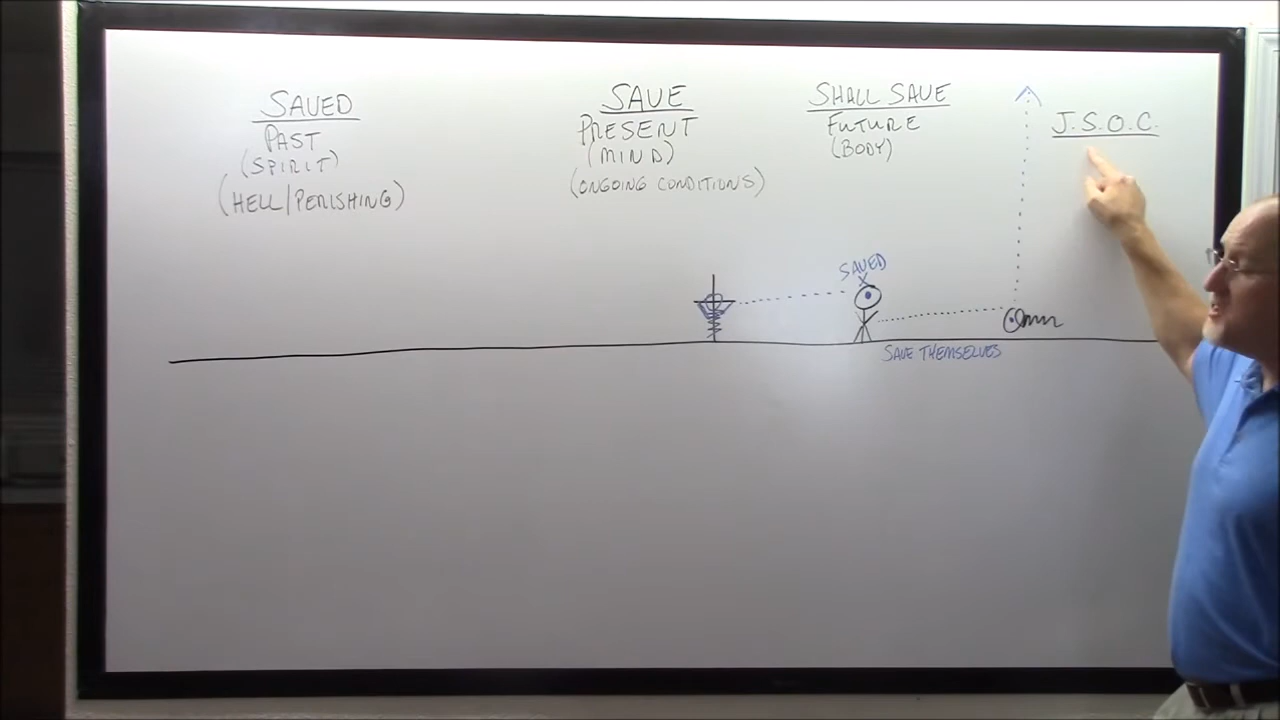 SAVED
PAST
(SPIRIT)
(HELL/PERISHING)
SAVE
PRESENT
(MIND)
(ONGOING CONDITIONS)
SHALL SAVE
FUTURE
(BODY)
J.S.O.C.
SAVED
SAVE THEMSELVES